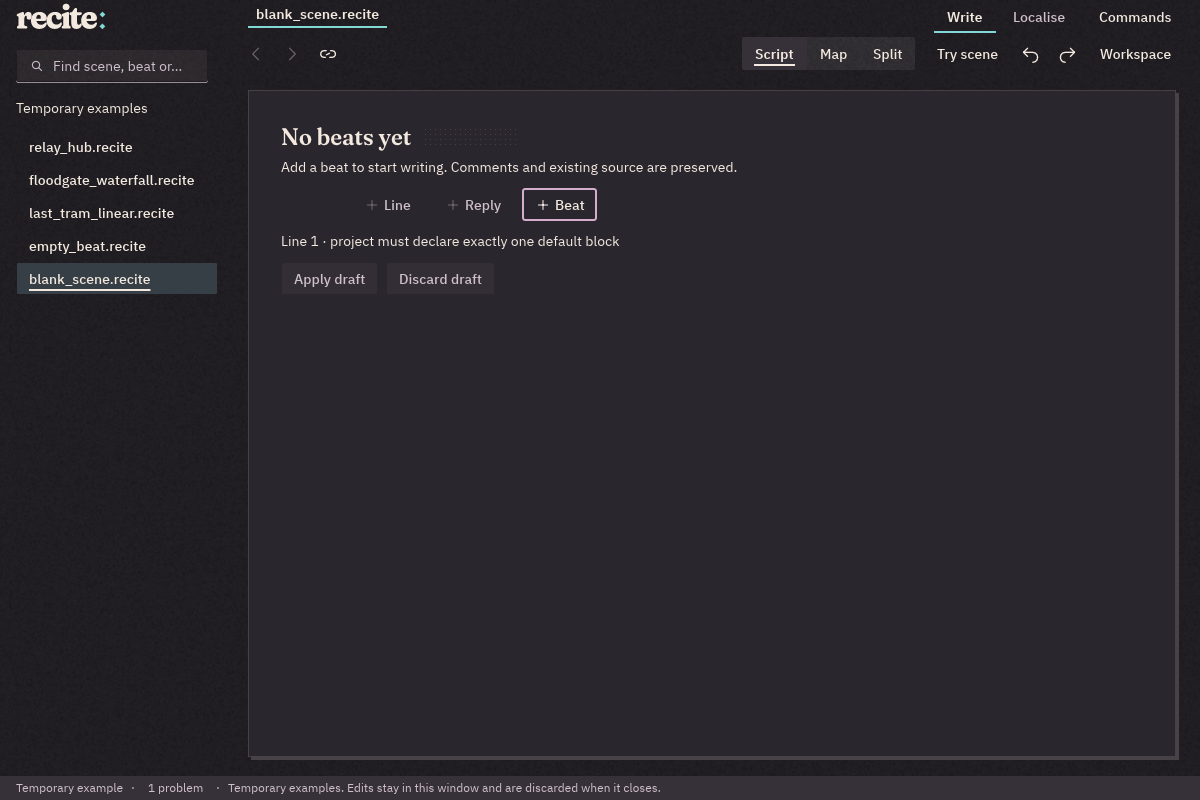 recite:
blank_scene.recite
Write
Localise
Commands
Find scene, beat or...
Script
Map
Split
Try scene
Workspace
Temporary examples
relay_hub.recite
floodgate_waterfall.recite
last_tram_linear.recite
empty_beat.recite
blank_scene.recite
No beats yet
Add a beat to start writing. Comments and existing source are preserved.
+ Line
+ Reply
+ Beat
Line 1 · project must declare exactly one default block
Apply draft
Discard draft
Temporary example · 1 problem · Temporary examples. Edits stay in this window and are discarded when it closes.